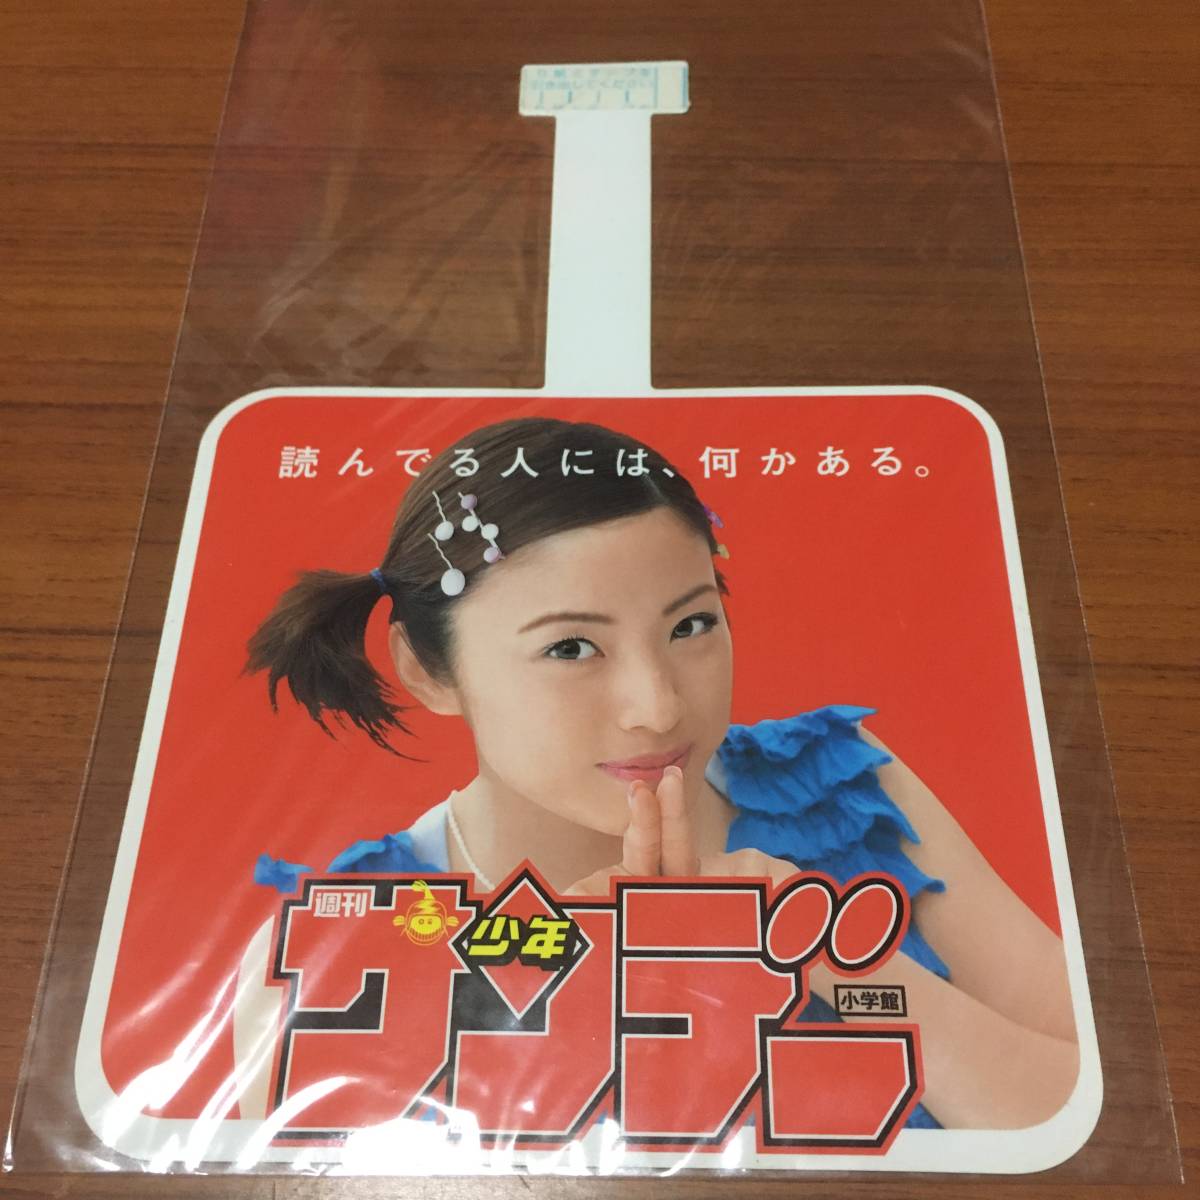 読んでる人には、何かある。
週刊
少年
サンデー
小学館